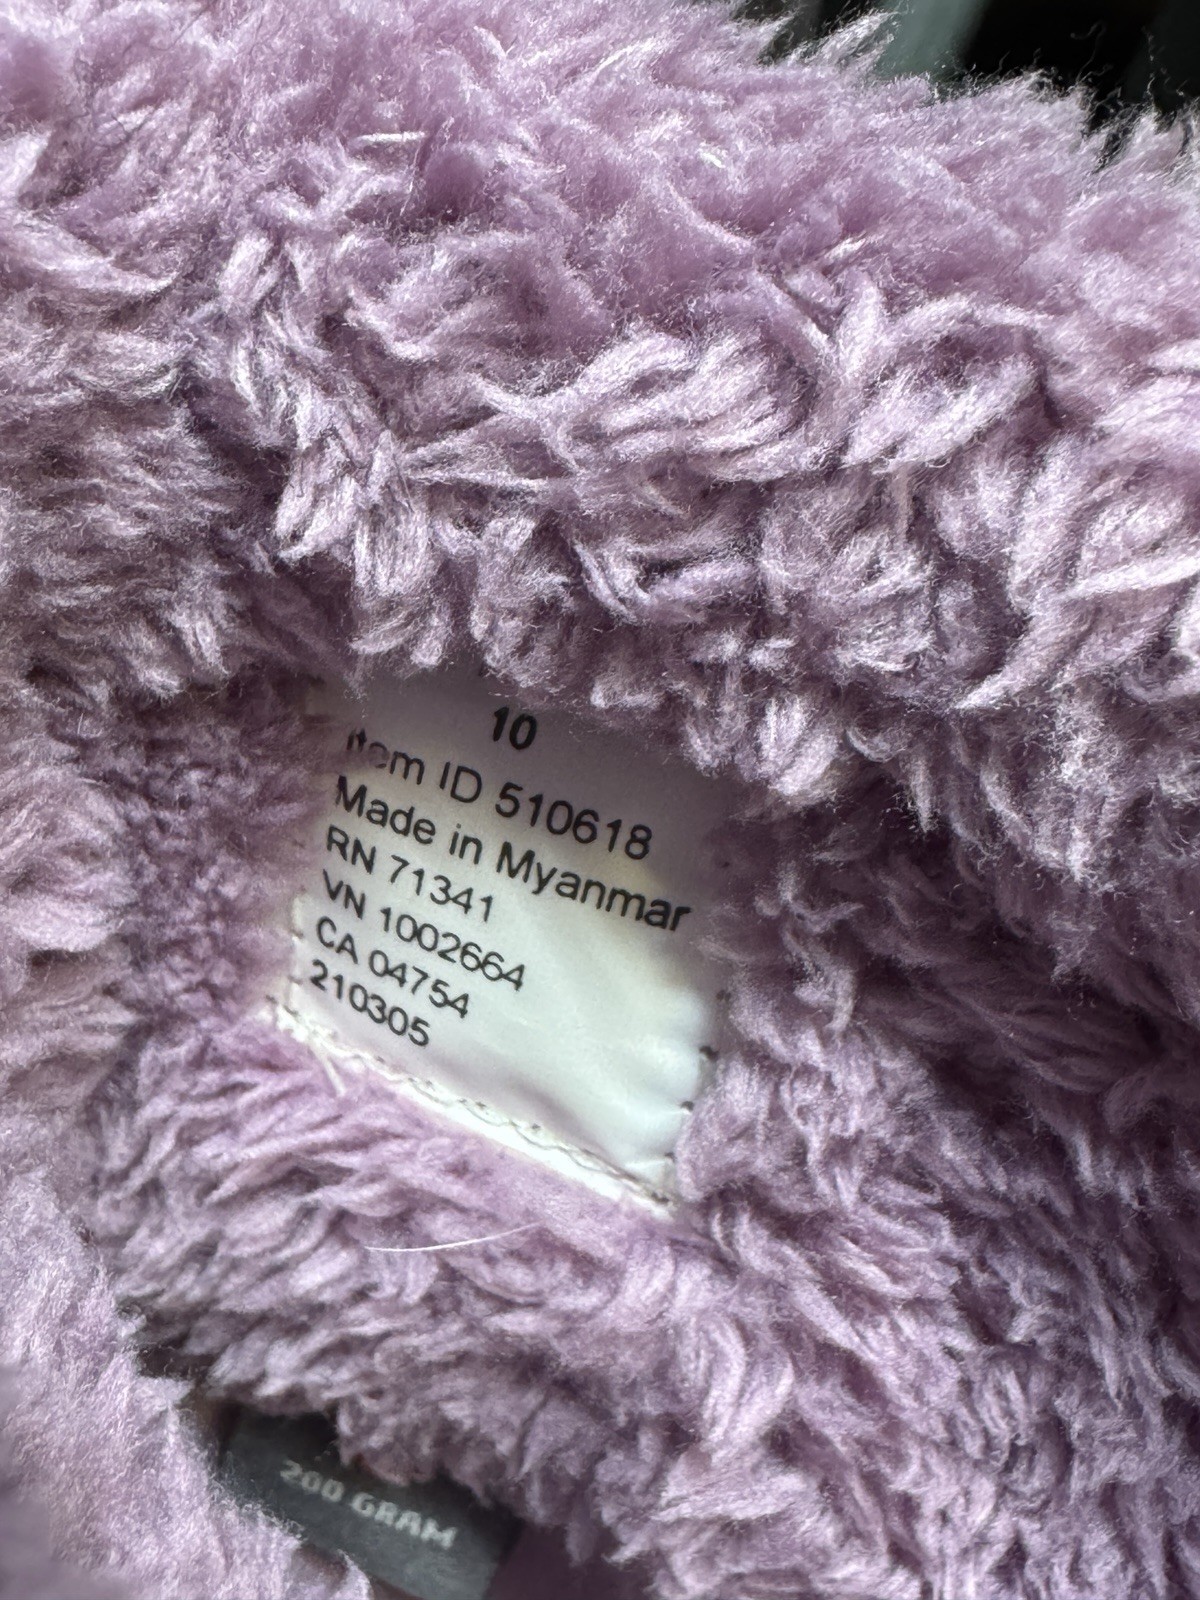 10
Item ID 510618
Made in Myanmar
RN 71341
VN 1002664
CA 04754
210305
200 GRAM